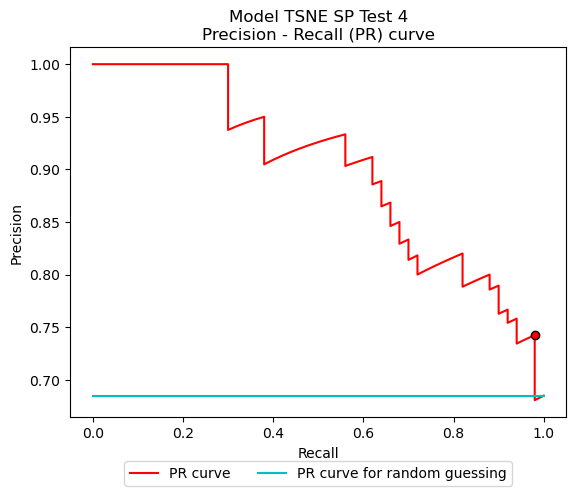 Model TSNE SP Test 4
Precision - Recall (PR) curve
1.00
0.95
0.90
0.85
0.80
0.75
0.70
Precision
0.0 0.2 0.4 0.6 0.8 1.0
Recall
PR curve PR curve for random guessing